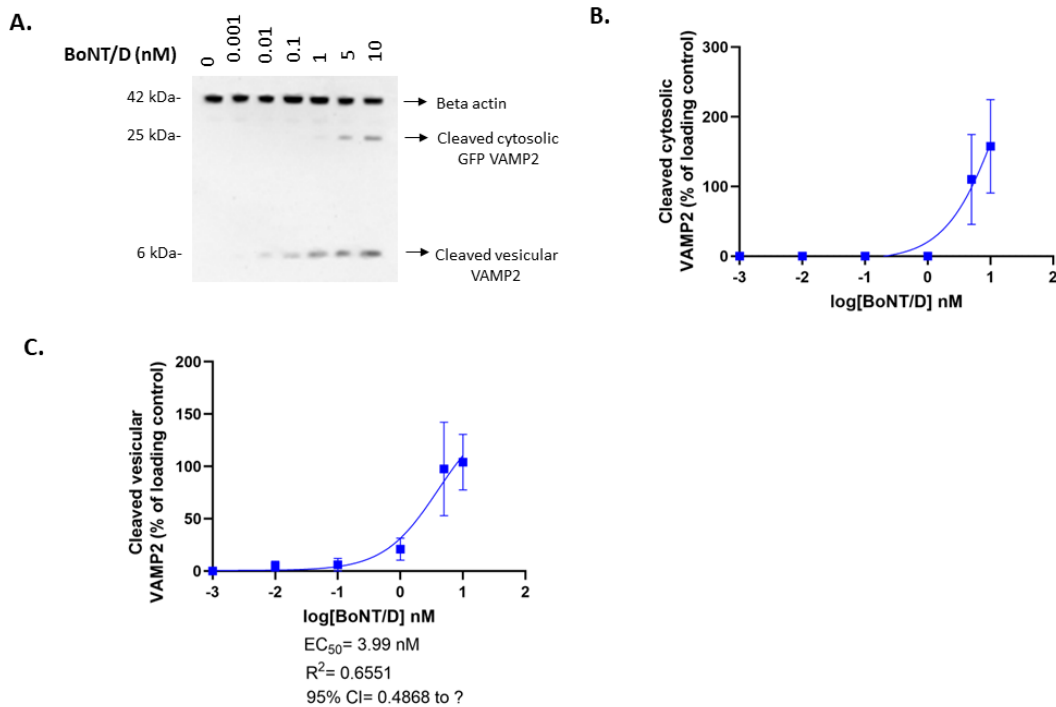 A.
BoNT/D (nM)
0
0.001
0.01
0.1
1
5
10
42 kDa-
Beta actin
25 kDa-
Cleaved cytosolic
GFP VAMP2
6 kDa-
Cleaved vesicular
VAMP2
B.
Cleaved cytosolic
VAMP2 (% of loading control)
300
200
100
0
-3 -2 -1 0 1 2
log[BoNT/D] nM
C.
Cleaved vesicular
VAMP2 (% of loading control)
200
150
100
50
0
-3 -2 -1 0 1 2
log[BoNT/D] nM
EC50= 3.99 nM
R2= 0.6551
95% CI= 0.4868 to ?